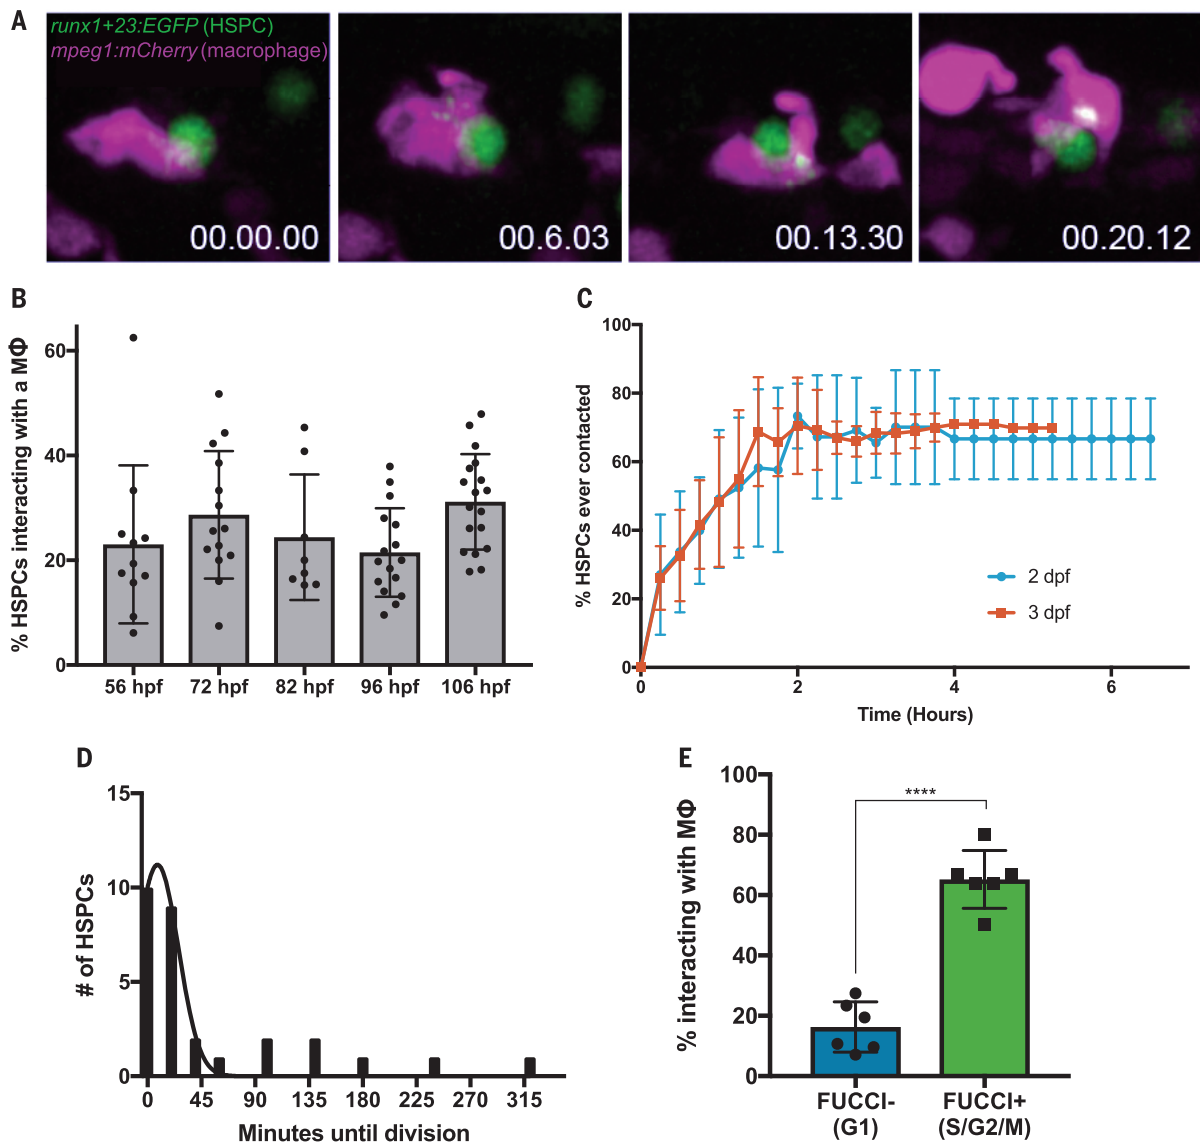 A
runx1+23:EGFP (HSPC)
mpeg1:mCherry (macrophage)
00.00.00
00.6.03
00.13.30
00.20.12
B
% HSPCs interacting with a MΦ
60
40
20
0
56 hpf
72 hpf
82 hpf
96 hpf
106 hpf
C
% HSPCs ever contacted
100
80
60
40
20
0
0
2
4
6
Time (Hours)
2 dpf
3 dpf
D
# of HSPCs
15
10
5
0
0
45
90
135
180
225
270
315
Minutes until division
E
% interacting with MΦ
100
80
60
40
20
0
****
FUCCI-
(G1)
FUCCI+
(S/G2/M)